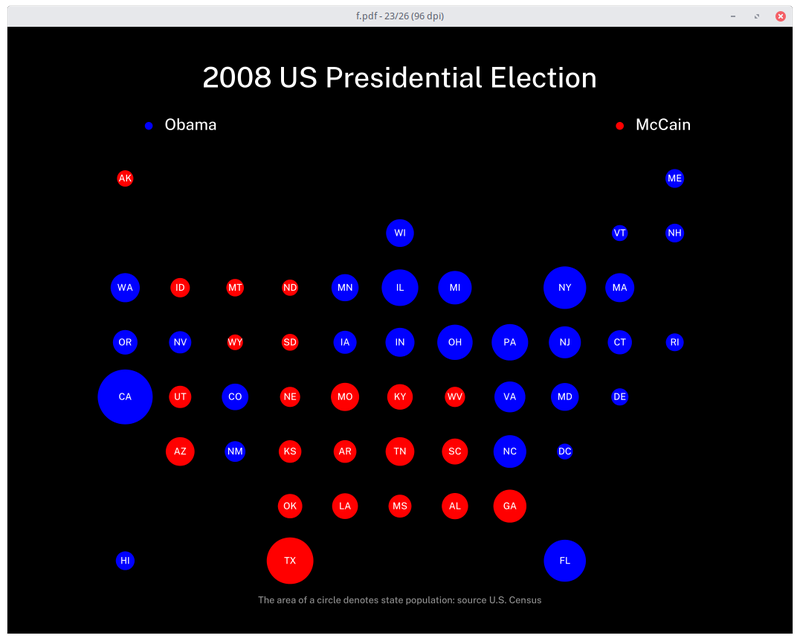 f.pdf - 23/26 (96 dpi)
2008 US Presidential Election
Obama McCain
AK ME
WI VT NH
WA ID MT ND MN IL MI NY MA
OR NV WY SD IA IN OH PA NJ CT RI
CA UT CO NE MO KY WV VA MD DE
AZ NM KS AR TN SC NC DC
OK LA MS AL GA
HI TX FL
The area of a circle denotes state population: source U.S. Census